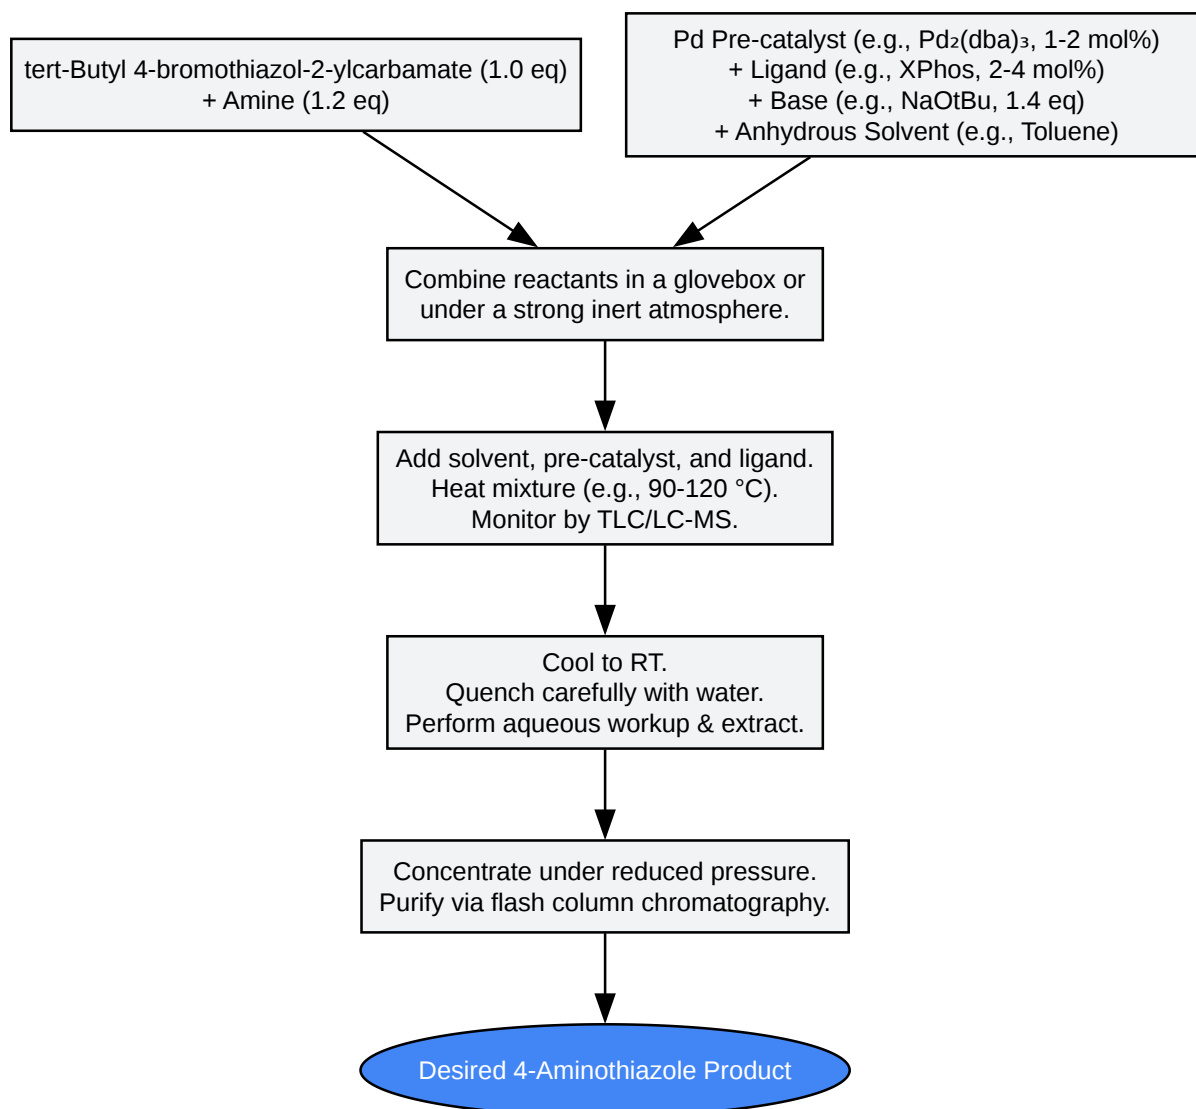 tert-Butyl 4-bromothiazol-2-ylcarbamate (1.0 eq)
+ Amine (1.2 eq)
Pd Pre-catalyst (e.g., Pd₂(dba)₃, 1-2 mol%)
+ Ligand (e.g., XPhos, 2-4 mol%)
+ Base (e.g., NaOtBu, 1.4 eq)
+ Anhydrous Solvent (e.g., Toluene)
Combine reactants in a glovebox or
under a strong inert atmosphere.
Add solvent, pre-catalyst, and ligand.
Heat mixture (e.g., 90-120 °C).
Monitor by TLC/LC-MS.
Cool to RT.
Quench carefully with water.
Perform aqueous workup & extract.
Concentrate under reduced pressure.
Purify via flash column chromatography.
Desired 4-Aminothiazole Product